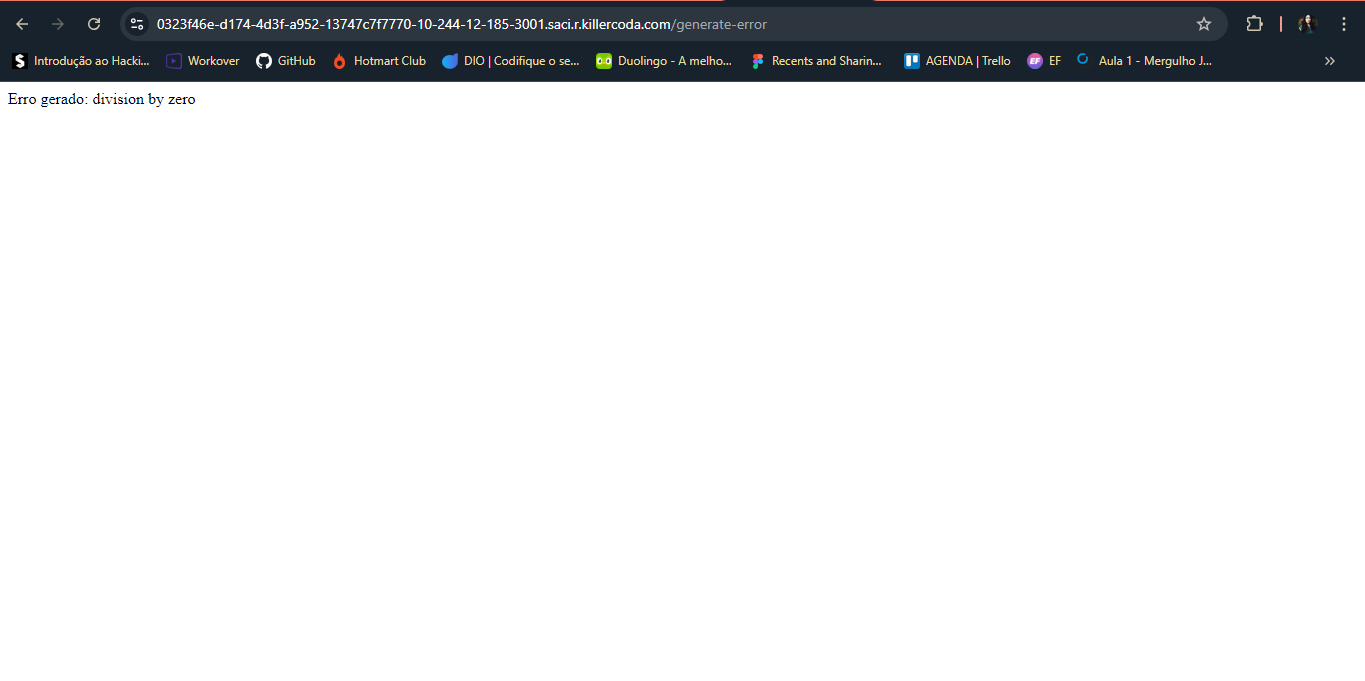 0323f46e-d174-4d3f-a952-13747c7f7770-10-244-12-185-3001.saci.r.killercoda.com/generate-error
Introdução ao Hacki... Workover GitHub Hotmart Club DIO | Codifique o se... Duolingo - A melho... Recents and Sharin... AGENDA | Trello EF EF Aula 1 - Mergulho J...
Erro gerado: division by zero